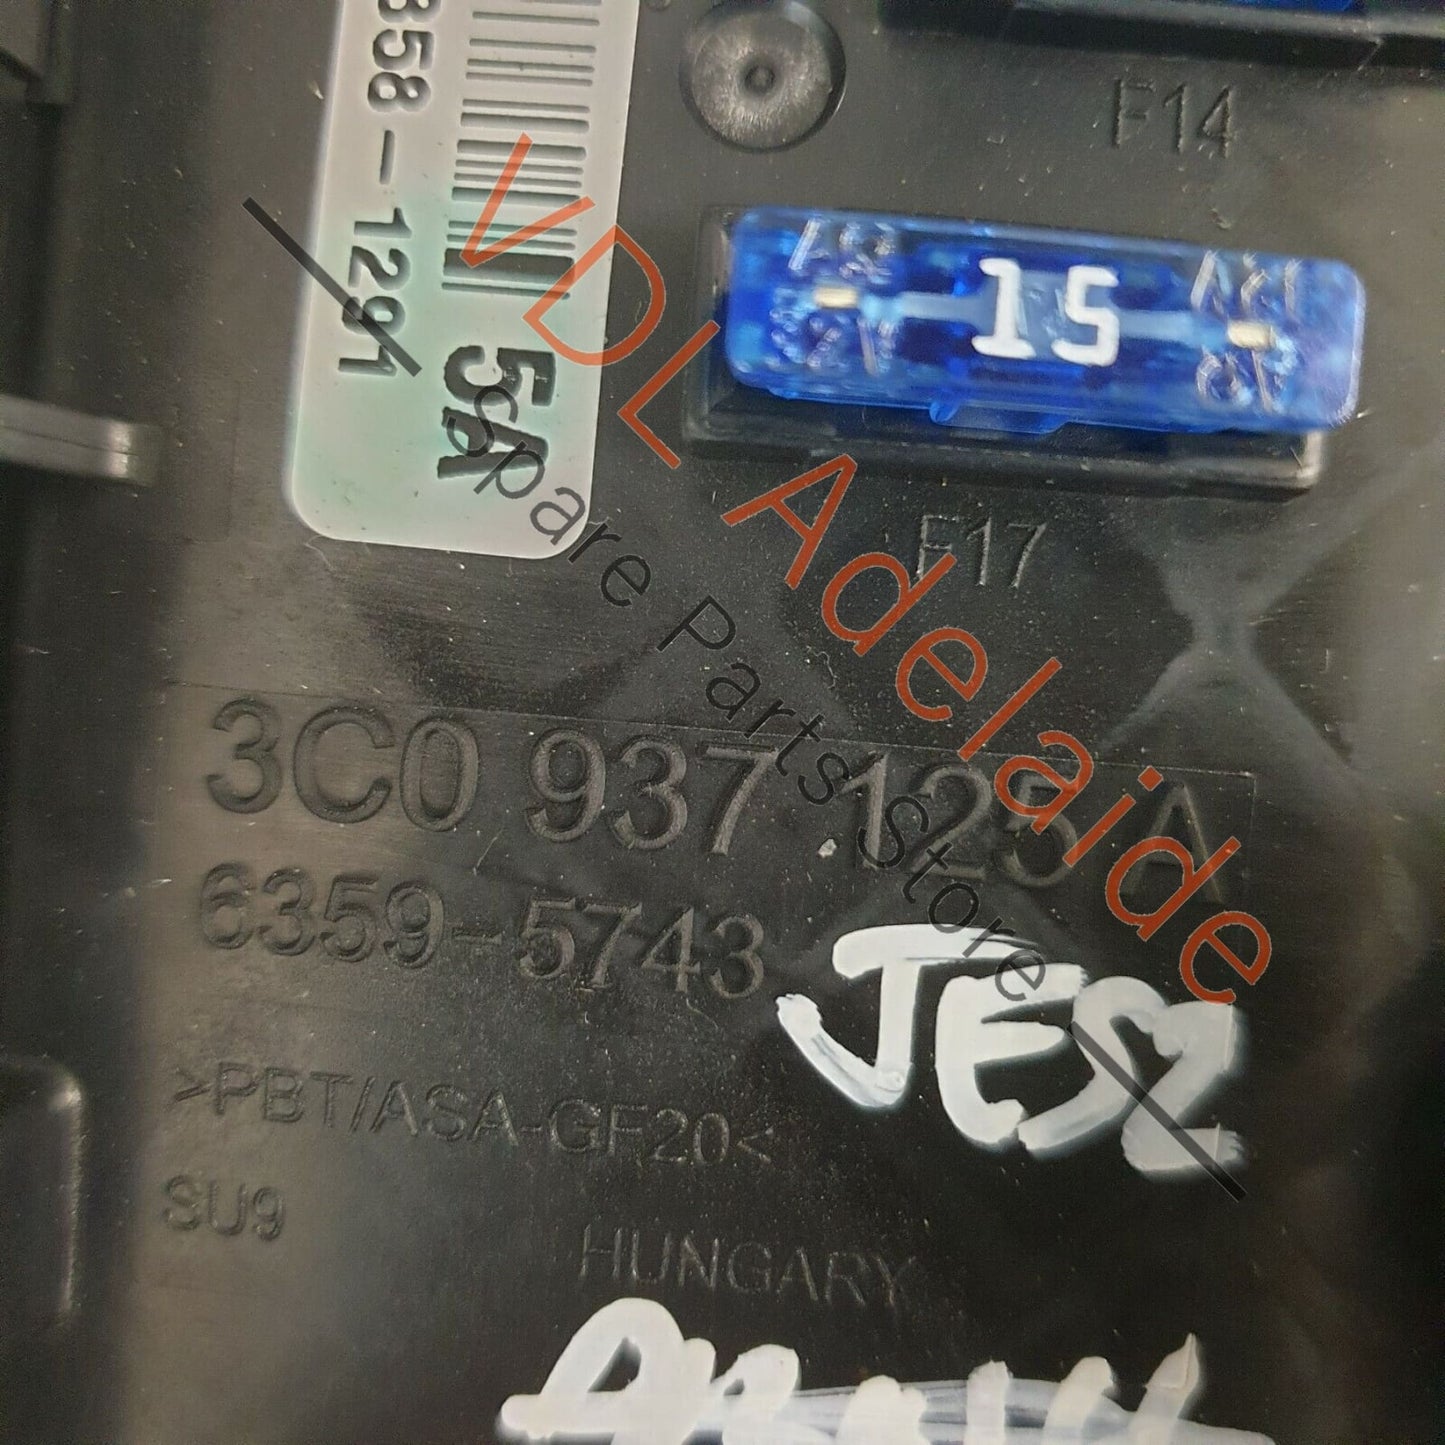 358-1291
5A
F14
15
F17
3C0 937 125 A
6359-5743
>PBT/ASA-GF20<
SU9
HUNGARY
JES2
VDL Adelaide
Spare Parts Store